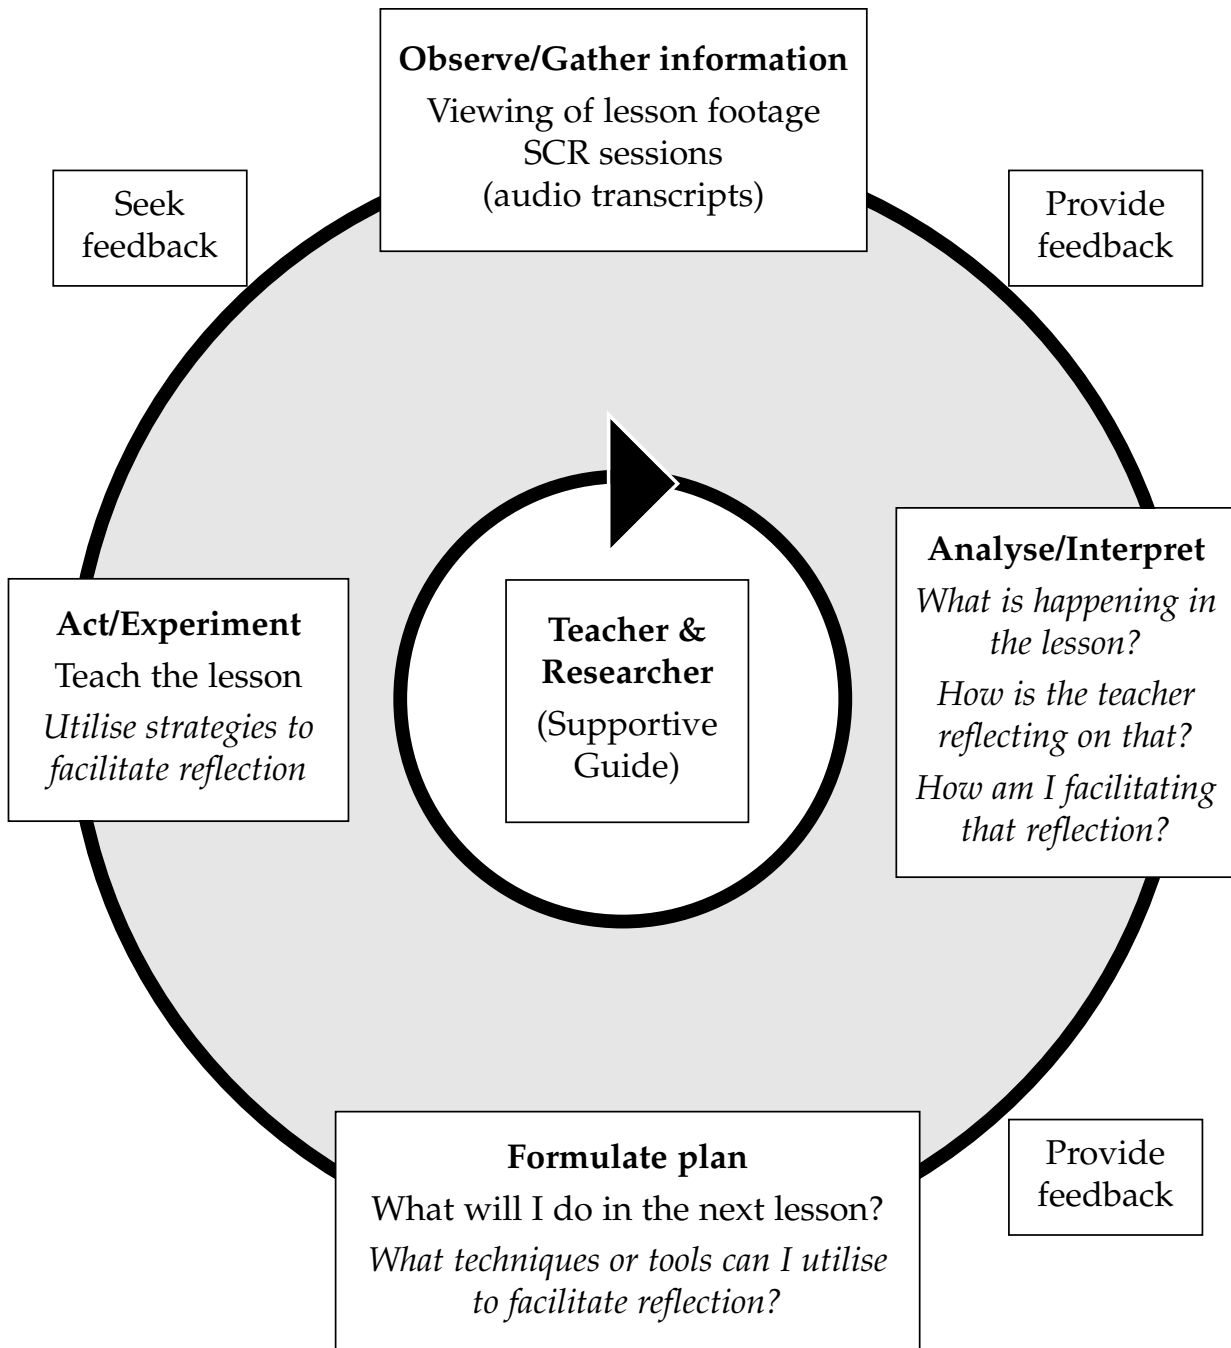 Observe/Gather information
Viewing of lesson footage
SCR sessions
(audio transcripts)
Seek
feedback
Provide
feedback
Analyse/Interpret
What is happening in
the lesson?
How is the teacher
reflecting on that?
How am I facilitating
that reflection?
Act/Experiment
Teach the lesson
Utilise strategies to
facilitate reflection
Teacher &
Researcher
(Supportive
Guide)
Formulate plan
What will I do in the next lesson?
What techniques or tools can I utilise
to facilitate reflection?
Provide
feedback